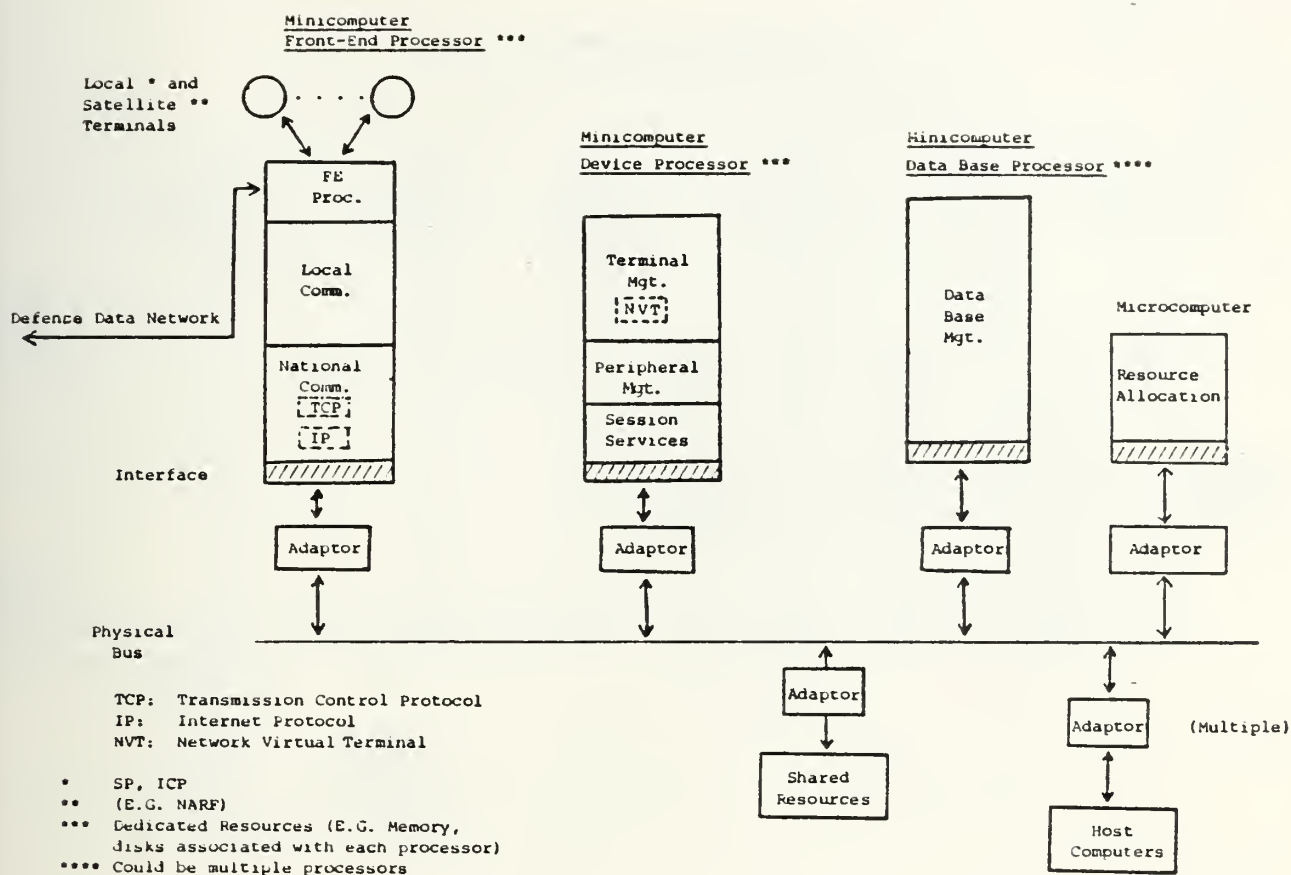 Minicomputer
Front-End Processor ***
Local * and
Satellite **
Terminals
FE
Proc.
Local
Comm.
National
Comm.
TCP
IP
Defence Data Network
Interface
Adaptor
Minicomputer
Device Processor ***
Terminal
Mgt.
NVT
Peripheral
Mgt.
Session
Services
Adaptor
Minicomputer
Data Base Processor ****
Data
Base
Mgt.
Adaptor
Microcomputer
Resource
Allocation
Adaptor
Physical
Bus
Adaptor
Shared
Resources
Adaptor
(Multiple)
Host
Computers
TCP: Transmission Control Protocol
IP: Internet Protocol
NVT: Network Virtual Terminal
* SP, ICP
** (E.G. NARF)
*** Dedicated Resources (E.G. Memory,
disks associated with each processor)
**** Could be multiple processors